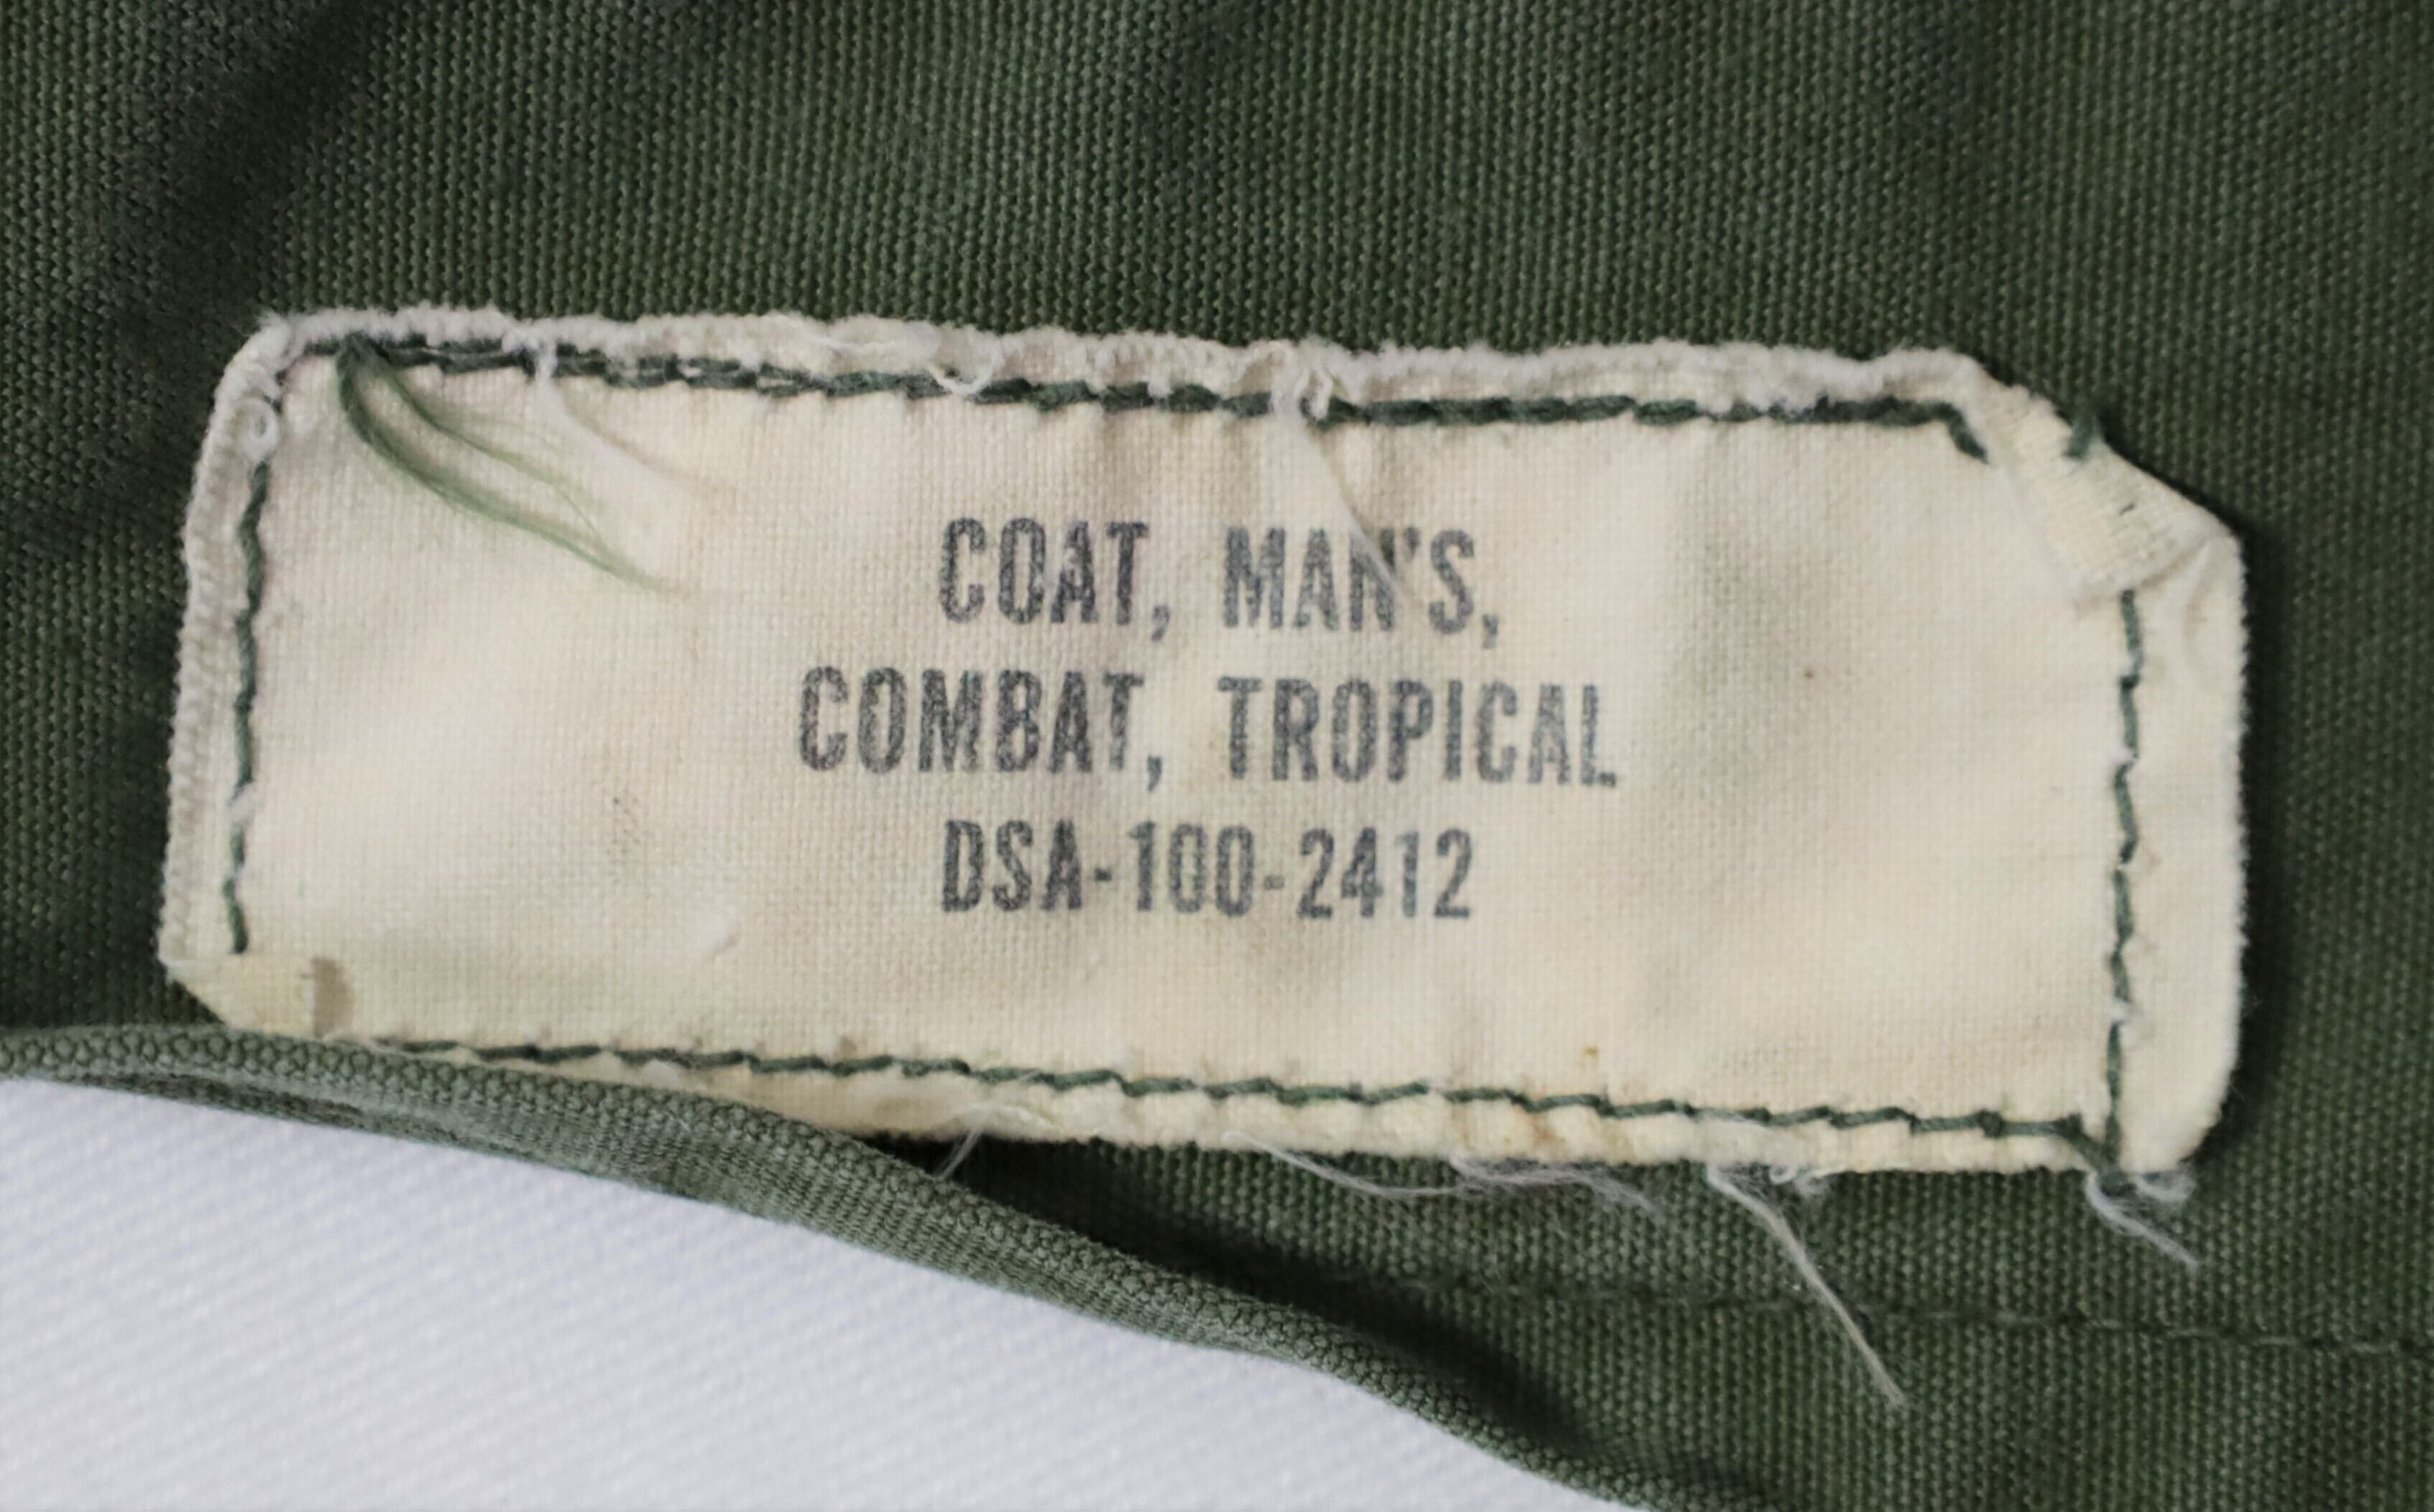 COAT, MAN'S,
COMBAT, TROPICAL
DSA-100-2412